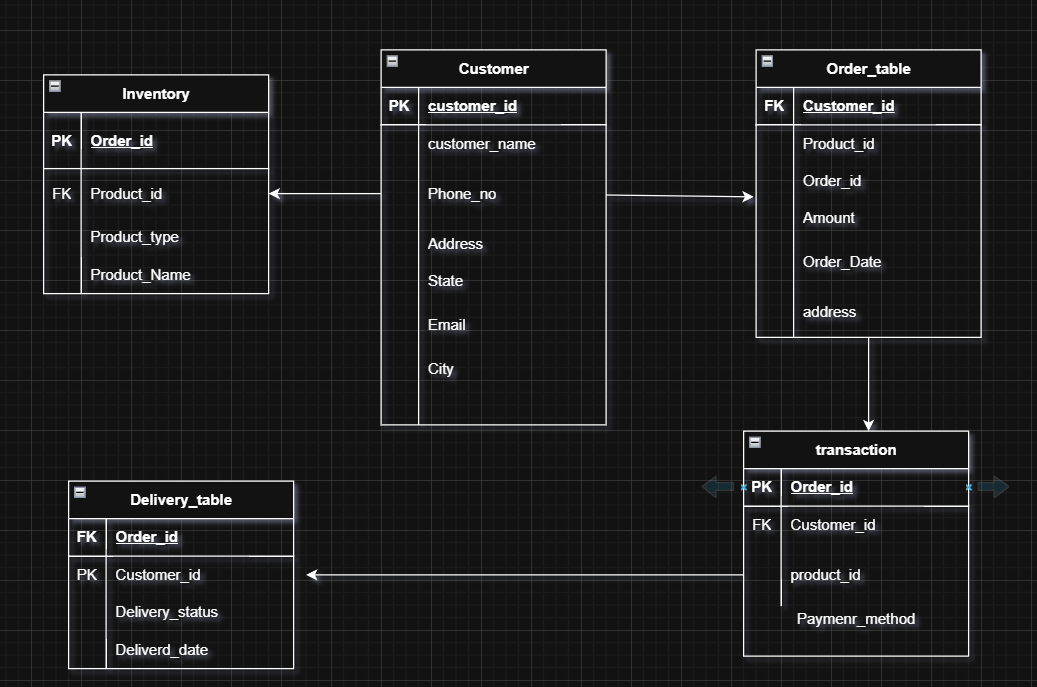 Inventory
PK Order_id
FK Product_id
Product_type
Product_Name
Customer
PK customer_id
customer_name
Phone_no
Address
State
Email
City
Order_table
FK Customer_id
Product_id
Order_id
Amount
Order_Date
address
Delivery_table
FK Order_id
PK Customer_id
Delivery_status
Deliverd_date
transaction
PK Order_id
FK Customer_id
product_id
Paymenr_method